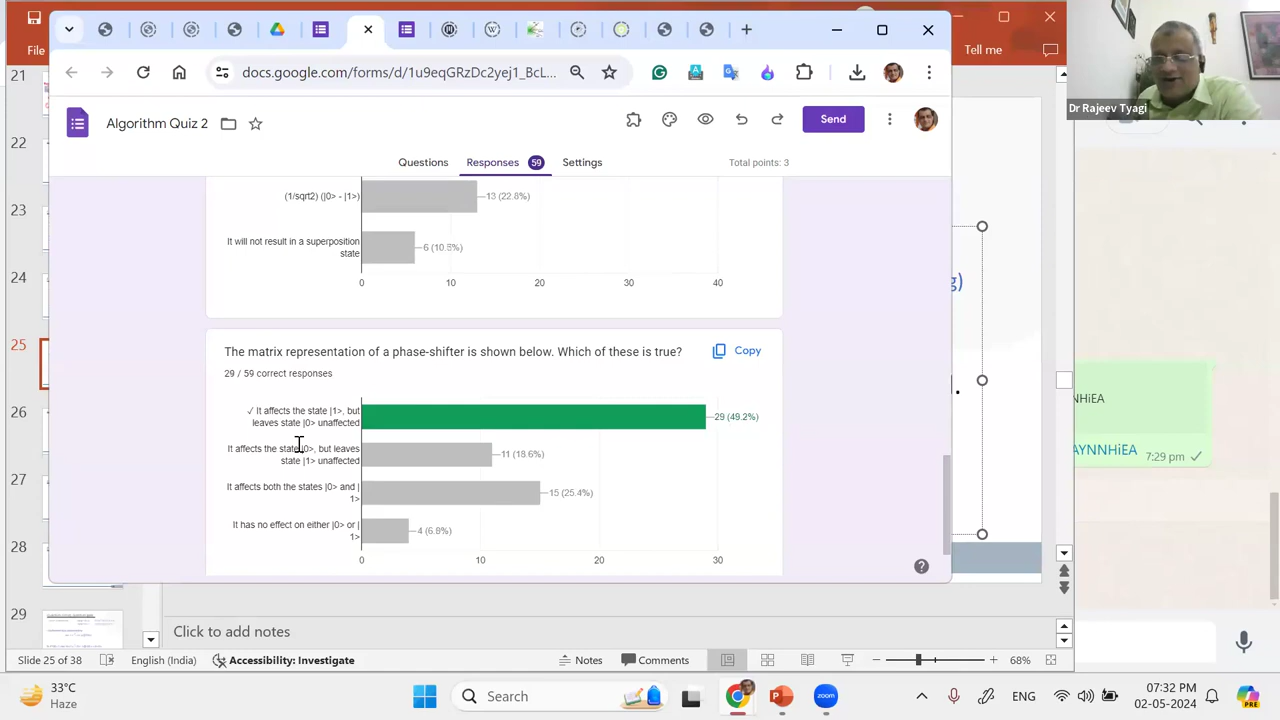 File
Tell me
Dr Rajeev Tyagi
docs.google.com/forms/d/1u9eqGRzDc2yej1_BcL...
Algorithm Quiz 2
Send
Questions
Responses
59
Settings
Total points: 3
21
22
23
24
25
26
27
28
29
(1/sqrt2) (|0> - |1>)
13 (22.8%)
It will not result in a superposition
state
6 (10.5%)
0
10
20
30
40
The matrix representation of a phase-shifter is shown below. Which of these is true?
Copy
29 / 59 correct responses
✓ It affects the state |1>, but
leaves state |0> unaffected
29 (49.2%)
It affects the state |0>, but leaves
state |1> unaffected
11 (18.6%)
It affects both the states |0> and |
1>
15 (25.4%)
It has no effect on either |0> or |
1>
4 (6.8%)
0
10
20
30
g)
.
NHiEA
AYNNHiEA
7:29 pm
Click to add notes
Slide 25 of 38
English (India)
Accessibility: Investigate
Notes
Comments
68%
33°C
Haze
Search
zoom
ENG
07:32 PM
02-05-2024
PRE